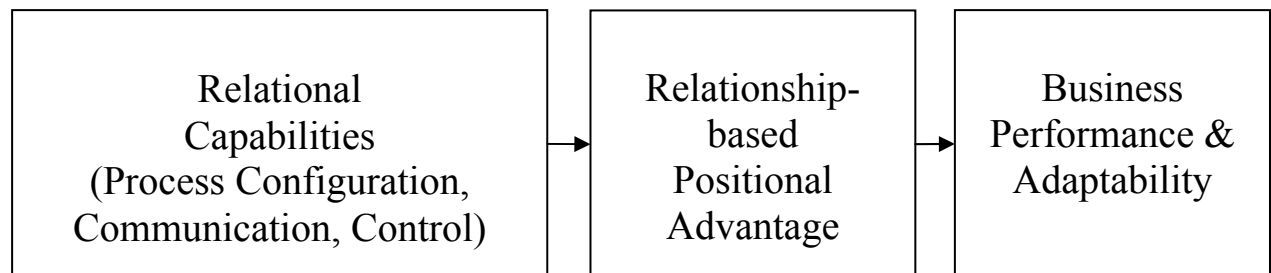 Relational
Capabilities
(Process Configuration,
Communication, Control)
Relationship-
based
Positional
Advantage
Business
Performance &
Adaptability